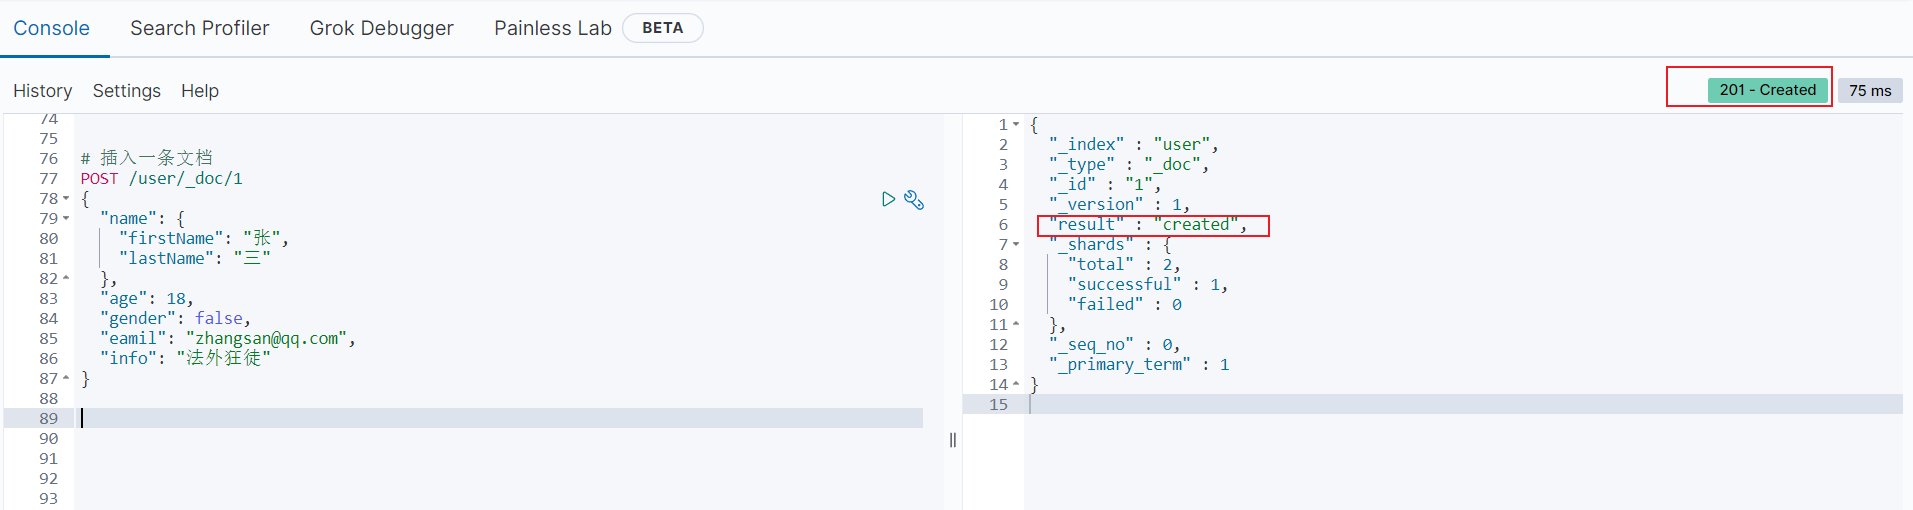 Console Search Profiler Grok Debugger Painless Lab BETA
History Settings Help
201 - Created 75 ms
74
75
76 # 插入一条文档
77 POST /user/_doc/1
78 {
79 "name": {
80 "firstName": "张",
81 "lastName": "三"
82 },
83 "age": 18,
84 "gender": false,
85 "eamil": "zhangsan@qq.com",
86 "info": "法外狂徒"
87 }
88
89
90
91
92
93
1 {
2 "_index" : "user",
3 "_type" : "_doc",
4 "_id" : "1",
5 "_version" : 1,
6 "result" : "created",
7 "_shards" : {
8 "total" : 2,
9 "successful" : 1,
10 "failed" : 0
11 },
12 "_seq_no" : 0,
13 "_primary_term" : 1
14 }
15